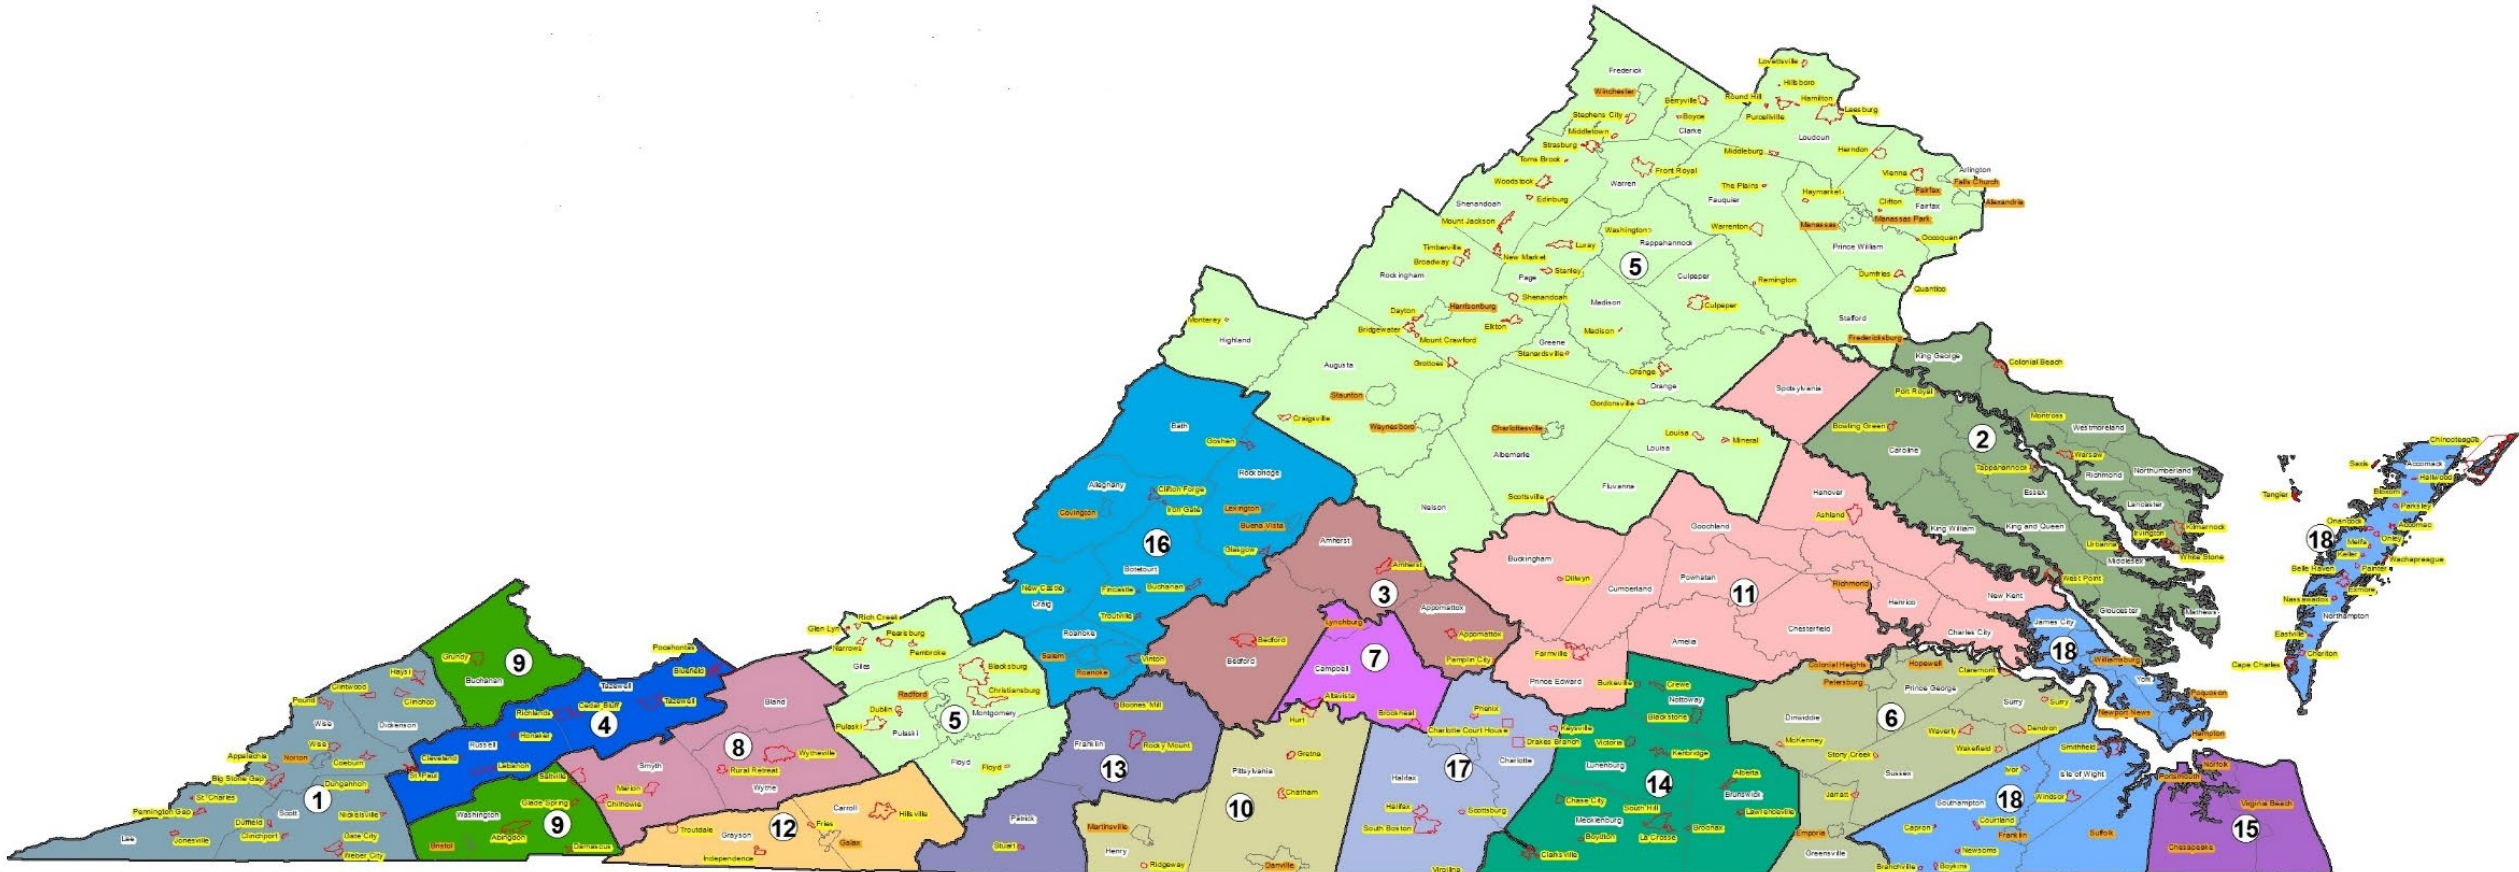 Lovettsville
Frederick
Hillsboro
Winchester
Berryville
Round Hill
Hamilton
Leesburg
Stephens City
Boyce
Purcellville
Middletown
Clarke
Loudoun
Strasburg
Middleburg
Herndon
Toms Brook
Front Royal
Vienna
Arlington
Woodstock
Warren
The Plains
Haymarket
Fairfax
Falls Church
Edinburg
Shenandoah
Fauquier
Clifton
Fairfax
Alexandria
Mount Jackson
Washington
Warrenton
Manassas
Manassas Park
Timberville
Luray
Rappahannock
Prince William
Occoquan
Broadway
New Market
Rockingham
Page
Stanley
5
Culpeper
Remington
Dumfries
Quantico
Shenandoah
Madison
Culpeper
Harrisonburg
Dayton
Monterey
Bridgewater
Elkton
Madison
Stafford
Highland
Mount Crawford
Greene
Fredericksburg
Augusta
Grottoes
Stanardsville
King George
Colonial Beach
Orange
Orange
Spotsylvania
Port Royal
Staunton
Gordonsville
Craigsville
Montross
Bath
Waynesboro
Charlottesville
Louisa
Mineral
Bowling Green
Westmoreland
2
Goshen
Albemarle
Louisa
Caroline
Warsaw
Chincoteague
Rockbridge
Tappahannock
Richmond
Northumberland
Saxis
Accomack
Alleghany
Clifton Forge
Scottsville
Fluvanna
Hanover
Essex
Hallwood
Tangier
Bloxom
Covington
Iron Gate
Lexington
Nelson
Ashland
Lancaster
Parksley
Buena Vista
Goochland
King William
King and Queen
Kilmarnock
Onancock
Accomac
16
Amherst
Irvington
18
Melfa
Onley
Glasgow
Buckingham
Urbanna
White Stone
Keller
Wachapreague
Botetourt
Amherst
Dillwyn
Powhatan
Middlesex
Belle Haven
Painter
New Castle
Fincastle
Buchanan
3
Cumberland
11
Richmond
New Kent
West Point
Exmore
Craig
Appomattox
Henrico
Gloucester
Mathews
Nassawadox
Northampton
Rich Creek
Troutville
Lynchburg
Chesterfield
James City
Glen Lyn
Pearisburg
Roanoke
Appomattox
Amelia
Charles City
Eastville
Narrows
Pembroke
Salem
Vinton
Bedford
Bedford
7
Pamplin City
Farmville
18
Cheriton
Pocahontas
Giles
Blacksburg
Roanoke
Campbell
Colonial Heights
Hopewell
Claremont
Williamsburg
Cape Charles
Grundy
9
Bluefield
Christiansburg
Prince Edward
Burkeville
Crewe
Petersburg
Prince George
York
Haysi
Buchanan
Tazewell
Bland
Radford
Altavista
Nottoway
Surry
Surry
Poquoson
Clintwood
Clinchco
Cedar Bluff
Tazewell
Dublin
Montgomery
Boones Mill
Hurt
Brookneal
Phenix
Blackstone
Dinwiddie
6
Newport News
Pound
Richlands
4
Pulaski
5
Keysville
Waverly
Dendron
Hampton
Wise
Dickenson
Honaker
Pulaski
Franklin
Rocky Mount
Charlotte Court House
Victoria
McKenney
Wise
Russell
8
Wytheville
Gretna
Drakes Branch
Kenbridge
Stony Creek
Wakefield
Smithfield
Appalachia
Norton
Coeburn
Cleveland
Lebanon
Smyth
Rural Retreat
Floyd
Floyd
13
Pittsylvania
17
Charlotte
Lunenburg
Sussex
Ivor
Isle of Wight
Norfolk
Big Stone Gap
St. Paul
Saltville
Marion
Wythe
Halifax
14
Alberta
Portsmouth
Dungannon
Chilhowie
Carroll
Chatham
Brunswick
Jarratt
Windsor
St. Charles
1
Glade Spring
Chase City
Southampton
18
Virginia Beach
Pennington Gap
Scott
Nickelsville
Washington
9
Hillsville
Patrick
10
Halifax
Scottsburg
South Hill
Lawrenceville
Duffield
Troutdale
12
Fries
Martinsville
South Boston
Mecklenburg
Courtland
15
Lee
Jonesville
Clinchport
Gate City
Abingdon
Grayson
Galax
Boydton
La Crosse
Brodnax
Emporia
Capron
Franklin
Suffolk
Weber City
Bristol
Damascus
Independence
Stuart
Henry
Ridgeway
Danville
Virgilina
Clarksville
Greensville
Newsoms
Chesapeake
Branchville
Boykins